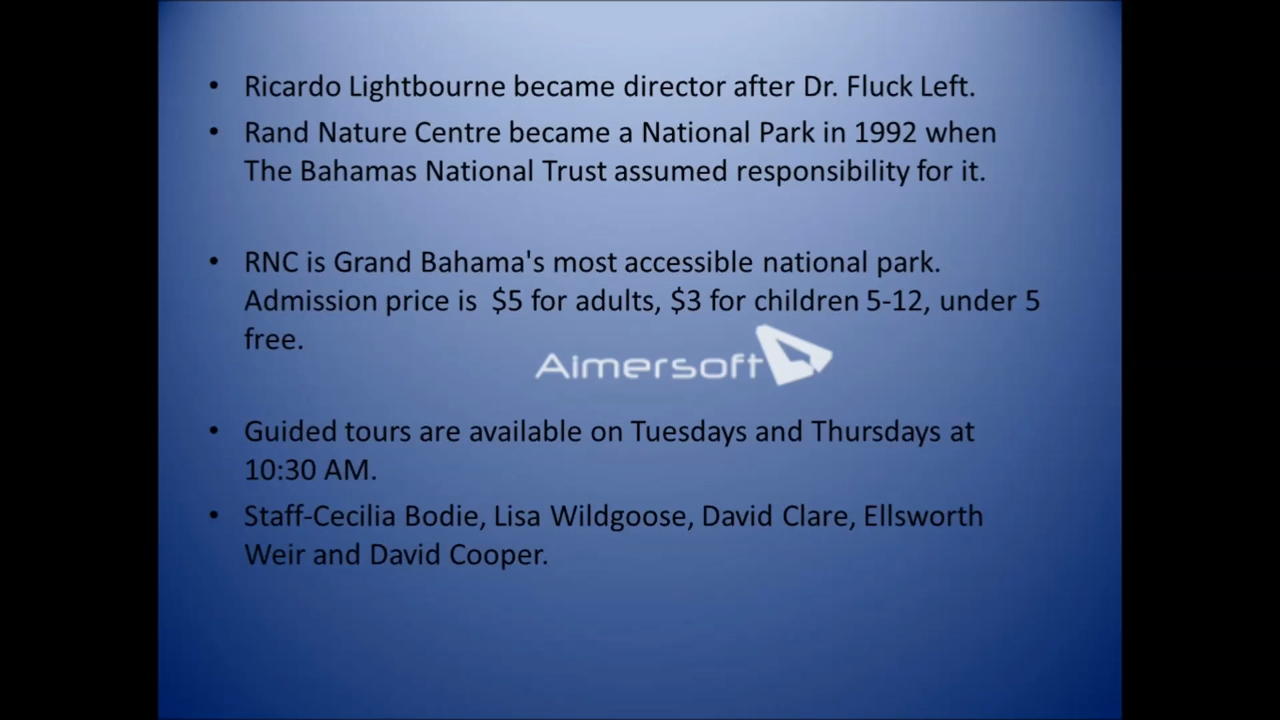 • Ricardo Lightbourne became director after Dr. Fluck Left.
• Rand Nature Centre became a National Park in 1992 when
The Bahamas National Trust assumed responsibility for it.
• RNC is Grand Bahama's most accessible national park.
Admission price is  $5 for adults, $3 for children 5-12, under 5
free.
Aimersoft
• Guided tours are available on Tuesdays and Thursdays at
10:30 AM.
• Staff-Cecilia Bodie, Lisa Wildgoose, David Clare, Ellsworth
Weir and David Cooper.